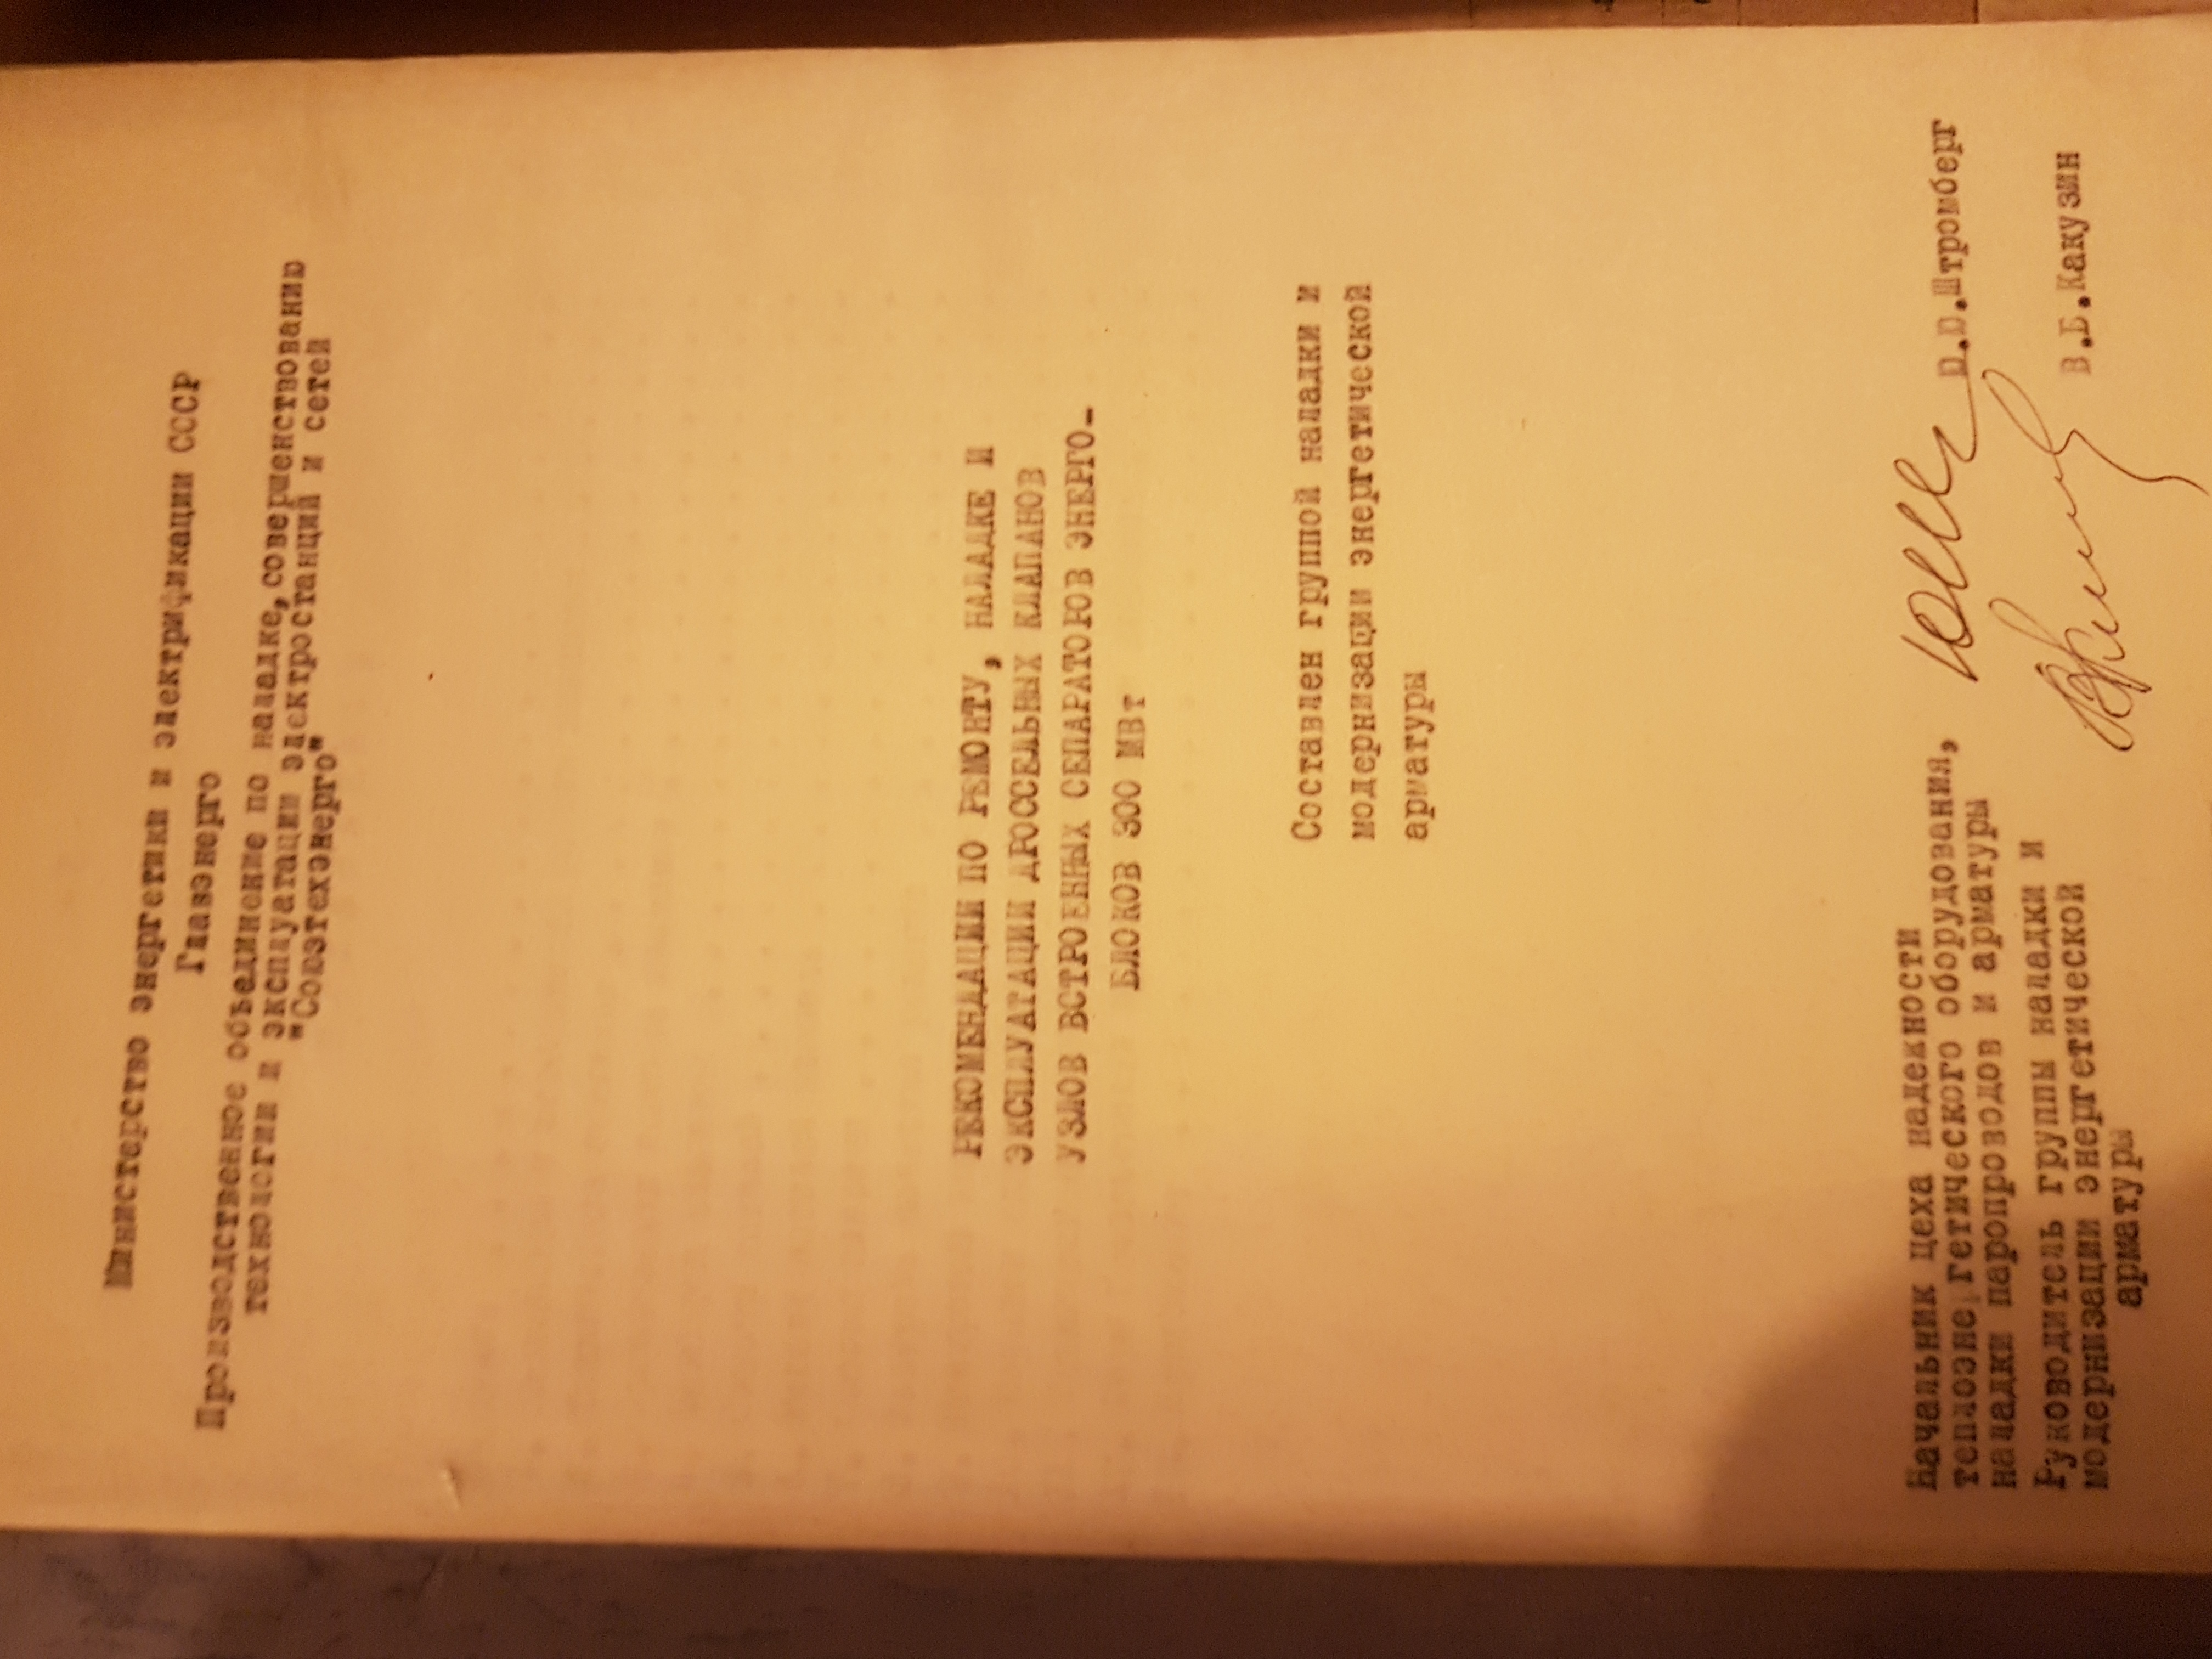 Министерство энергетики и электрификации СССР
Главэнерго
Производственное объединение по наладке, совершенствованию
технологии и эксплуатации электростанций и сетей
"Союзтехэнерго"
РЕКОМЕНДАЦИИ ПО РЕМОНТУ, НАЛАДКЕ И
ЭКСПЛУАТАЦИИ ДРОССЕЛЬНЫХ КЛАПАНОВ
УЗЛОВ ВСТРОЕННЫХ СЕПАРАТОРОВ ЭНЕРГО-
БЛОКОВ 300 МВт
Составлен группой наладки и
модернизации энергетической
арматуры
Начальник цеха надежности
теплоэнергетического оборудования,
наладки паропроводов и арматуры Ю.Ю.Штромберг
Руководитель группы наладки и
модернизации энергетической
арматуры В.Б.Какузин